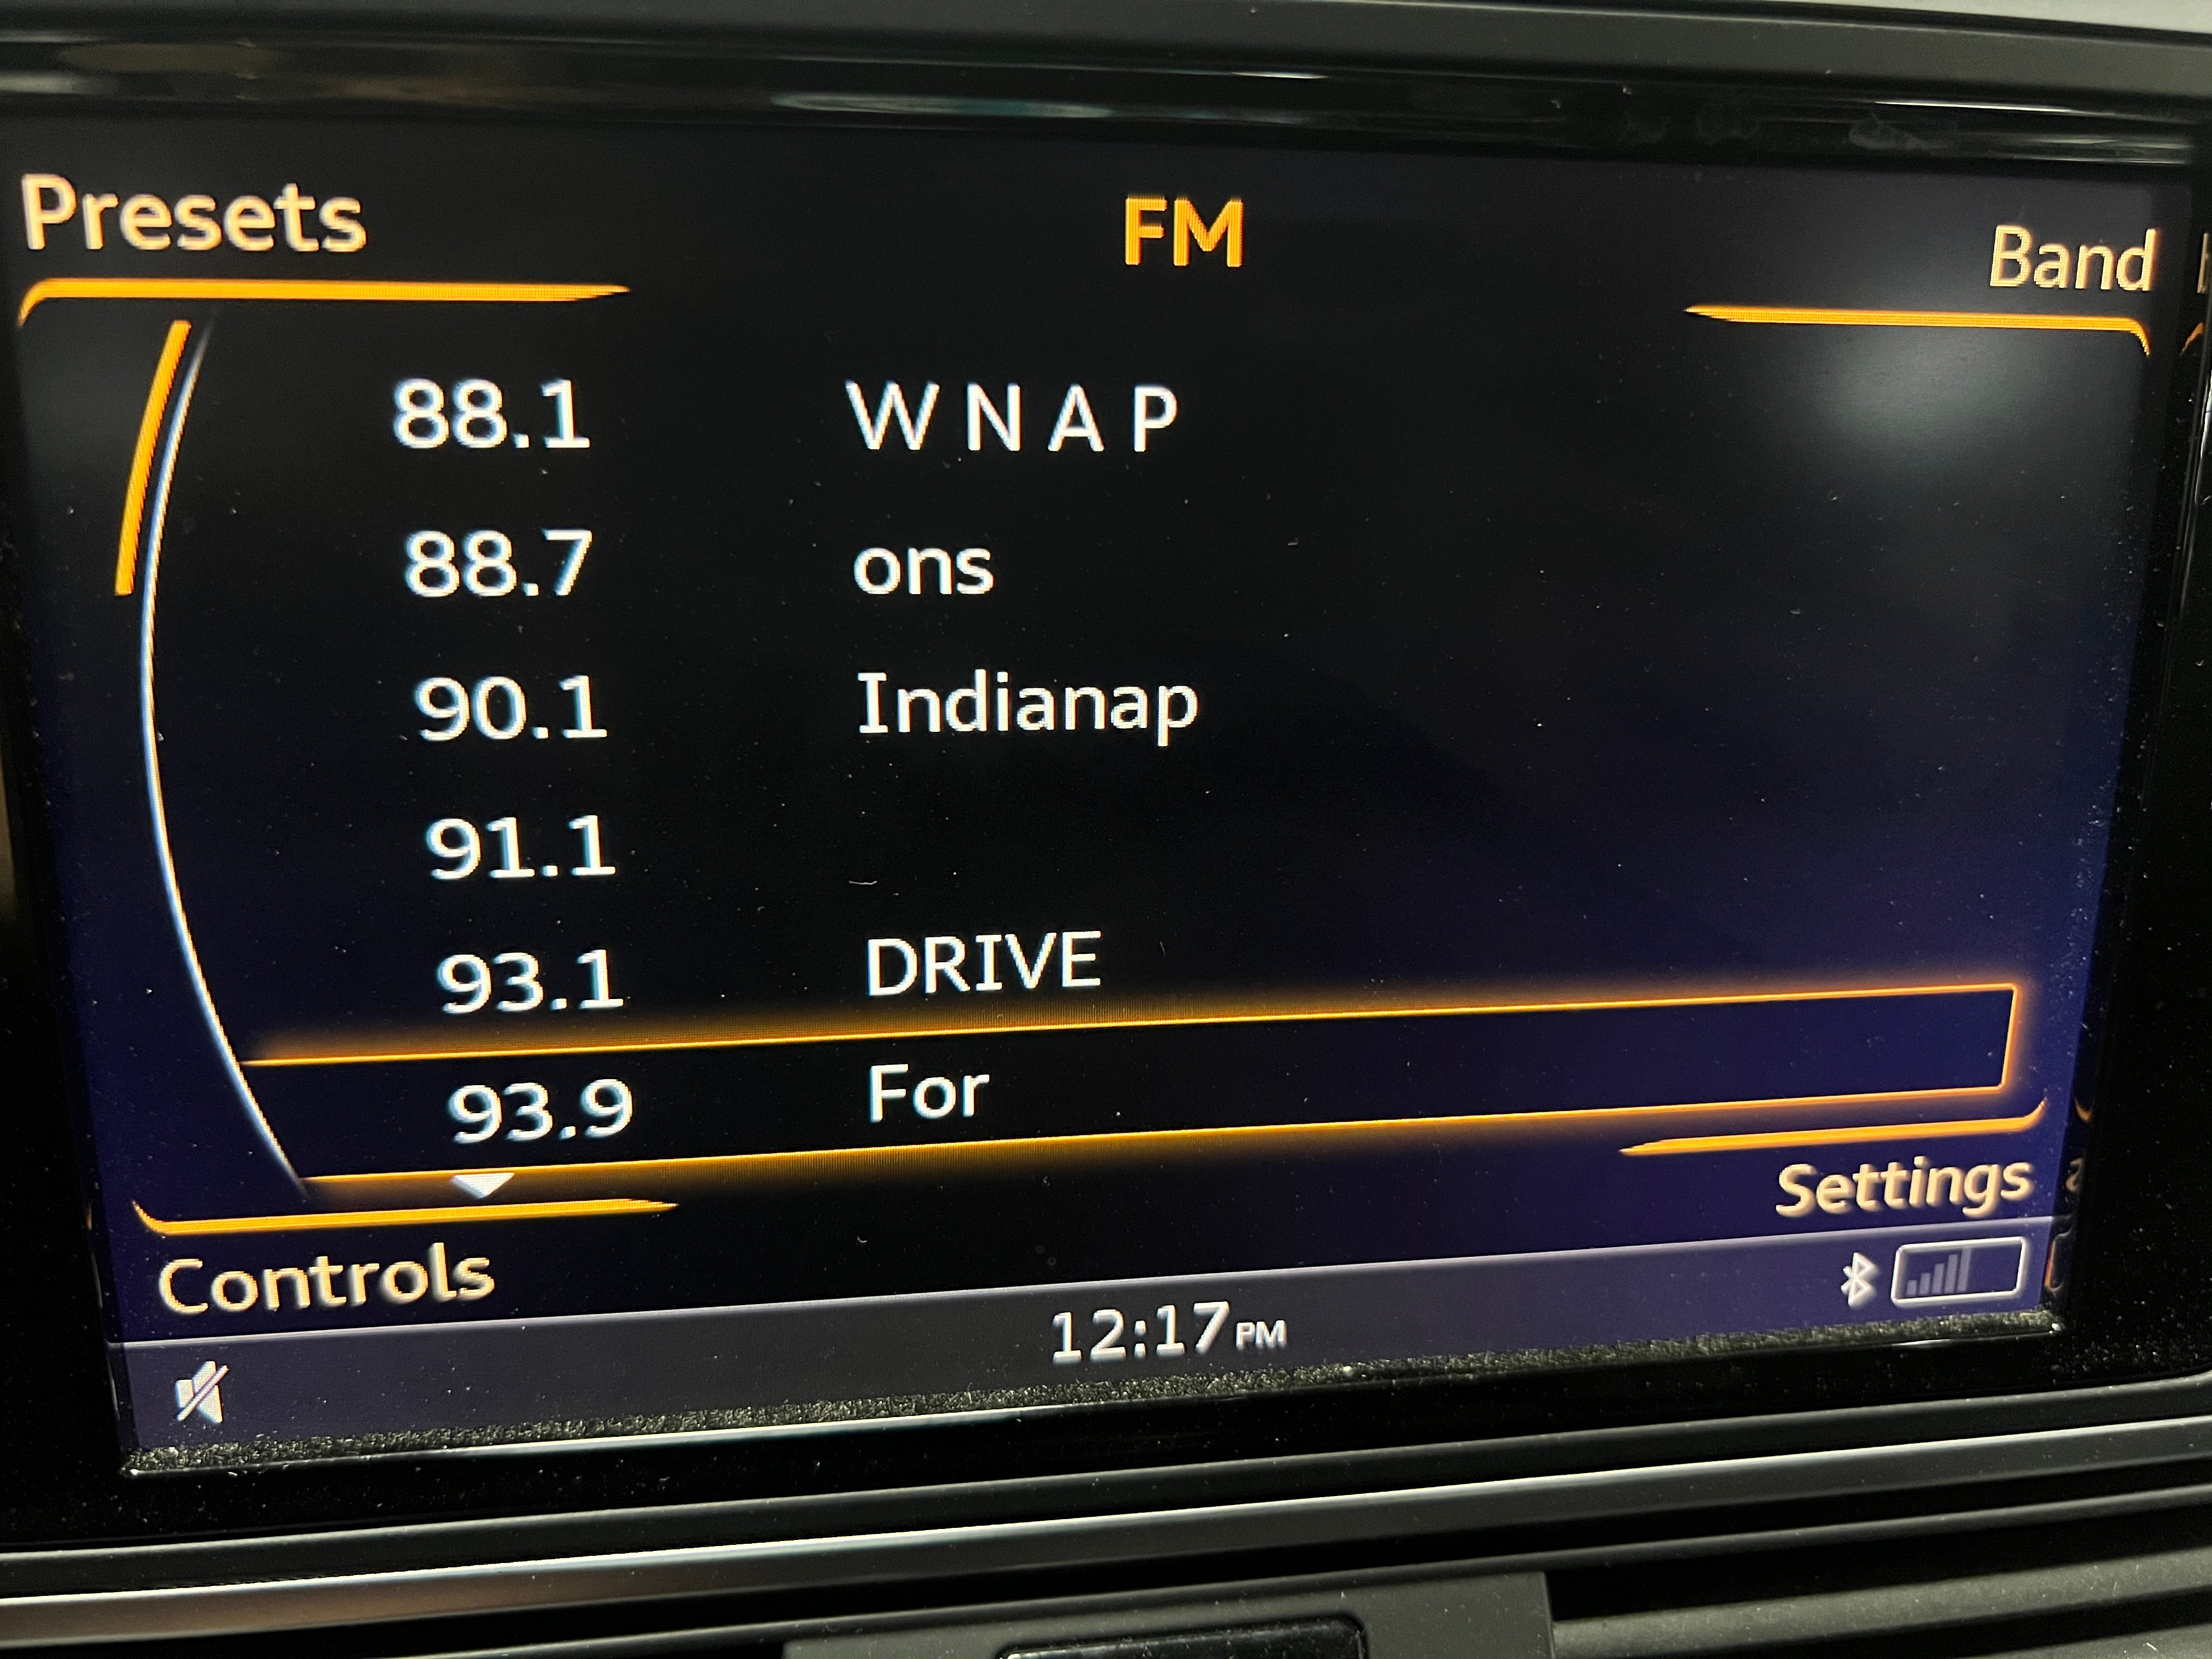 Presets FM Band
88.1 W N A P
88.7 ons
90.1 Indianap
91.1
93.1 DRIVE
93.9 For
Settings
Controls
12:17 PM